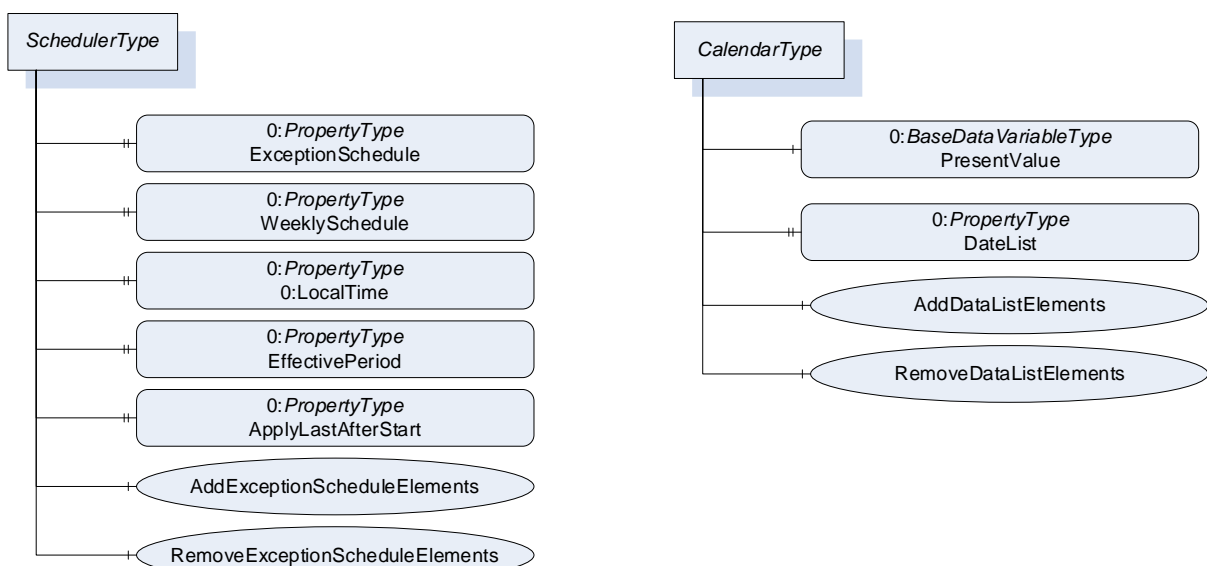 SchedulerType
0:PropertyType
ExceptionSchedule
0:PropertyType
WeeklySchedule
0:PropertyType
0:LocalTime
0:PropertyType
EffectivePeriod
0:PropertyType
ApplyLastAfterStart
AddExceptionScheduleElements
RemoveExceptionScheduleElements
CalendarType
0:BaseDataVariableType
PresentValue
0:PropertyType
DateList
AddDataListElements
RemoveDataListElements